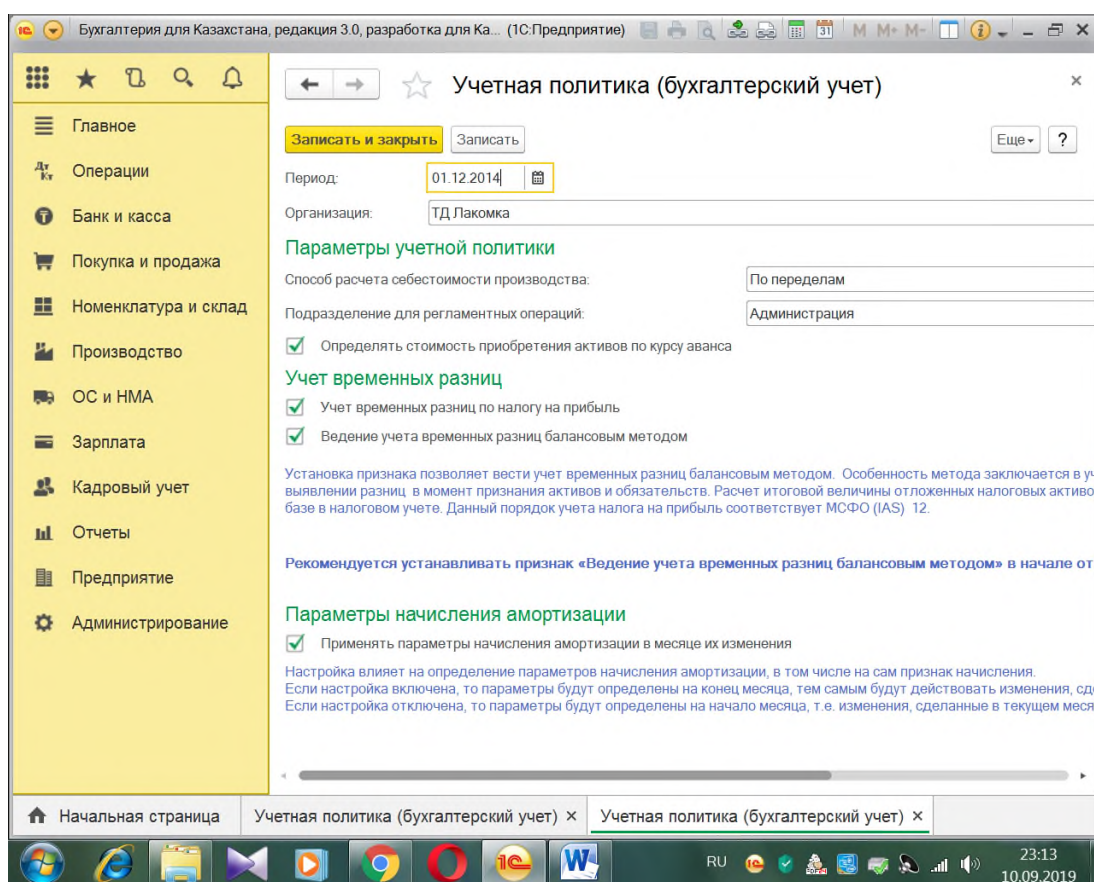 Бухгалтерия для Казахстана, редакция 3.0, разработка для Ка... (1С:Предприятие)
M M+ M-
Учетная политика (бухгалтерский учет)
Главное
Операции
Банк и касса
Покупка и продажа
Номенклатура и склад
Производство
ОС и НМА
Зарплата
Кадровый учет
Отчеты
Предприятие
Администрирование
Записать и закрыть Записать Еще ?
Период: 01.12.2014
Организация: ТД Лакомка
Параметры учетной политики
Способ расчета себестоимости производства: По переделам
Подразделение для регламентных операций: Администрация
Определять стоимость приобретения активов по курсу аванса
Учет временных разниц
Учет временных разниц по налогу на прибыль
Ведение учета временных разниц балансовым методом
Установка признака позволяет вести учет временных разниц балансовым методом. Особенность метода заключается в уч
выявлении разниц в момент признания активов и обязательств. Расчет итоговой величины отложенных налоговых активо
базе в налоговом учете. Данный порядок учета налога на прибыль соответствует МСФО (IAS) 12.
Рекомендуется устанавливать признак «Ведение учета временных разниц балансовым методом» в начале от
Параметры начисления амортизации
Применять параметры начисления амортизации в месяце их изменения
Настройка влияет на определение параметров начисления амортизации, в том числе на сам признак начисления.
Если настройка включена, то параметры будут определены на конец месяца, тем самым будут действовать изменения, сд
Если настройка отключена, то параметры будут определены на начало месяца, т.е. изменения, сделанные в текущем меся
Начальная страница Учетная политика (бухгалтерский учет) × Учетная политика (бухгалтерский учет) ×
RU 23:13
10.09.2019